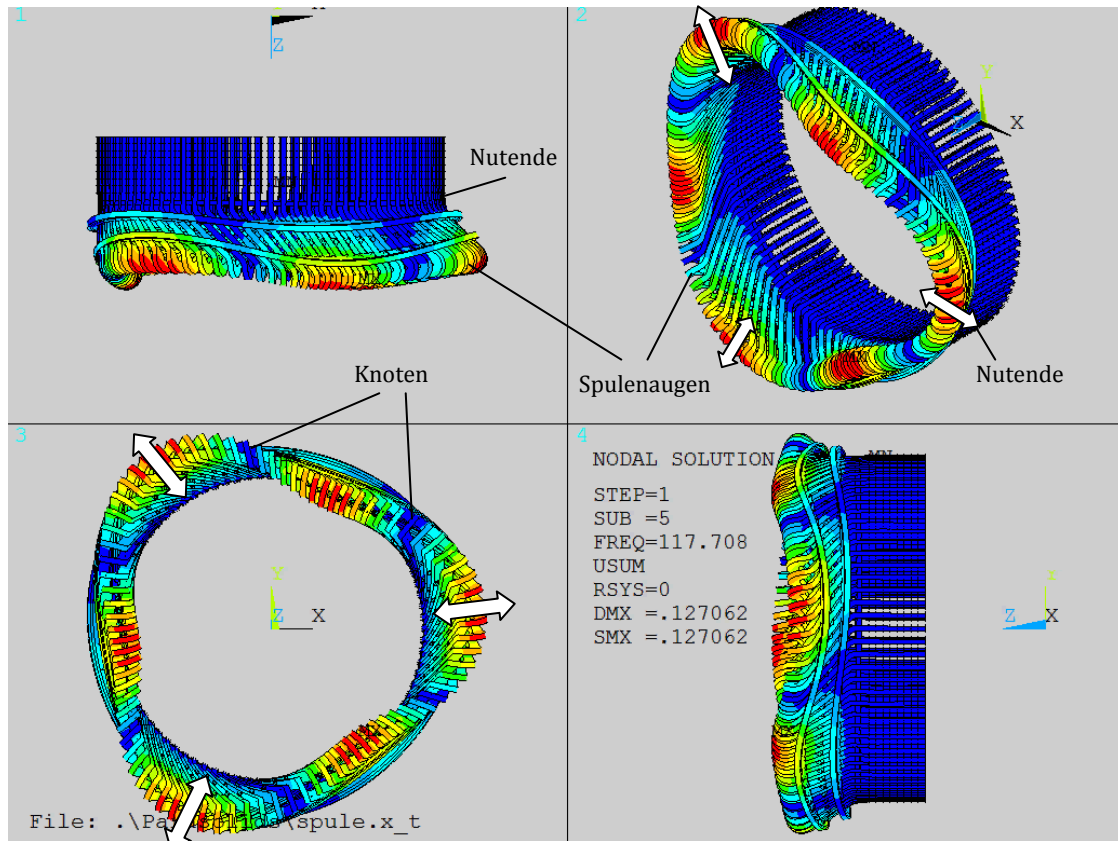 1
Z
Nutende
2
Y
X
Spulenaugen
Nutende
Knoten
3
Y
Z X
File: .\Pa
spule.x_t
4
NODAL SOLUTION
STEP=1
SUB =5
FREQ=117.708
USUM
RSYS=0
DMX =.127062
SMX =.127062
Z X